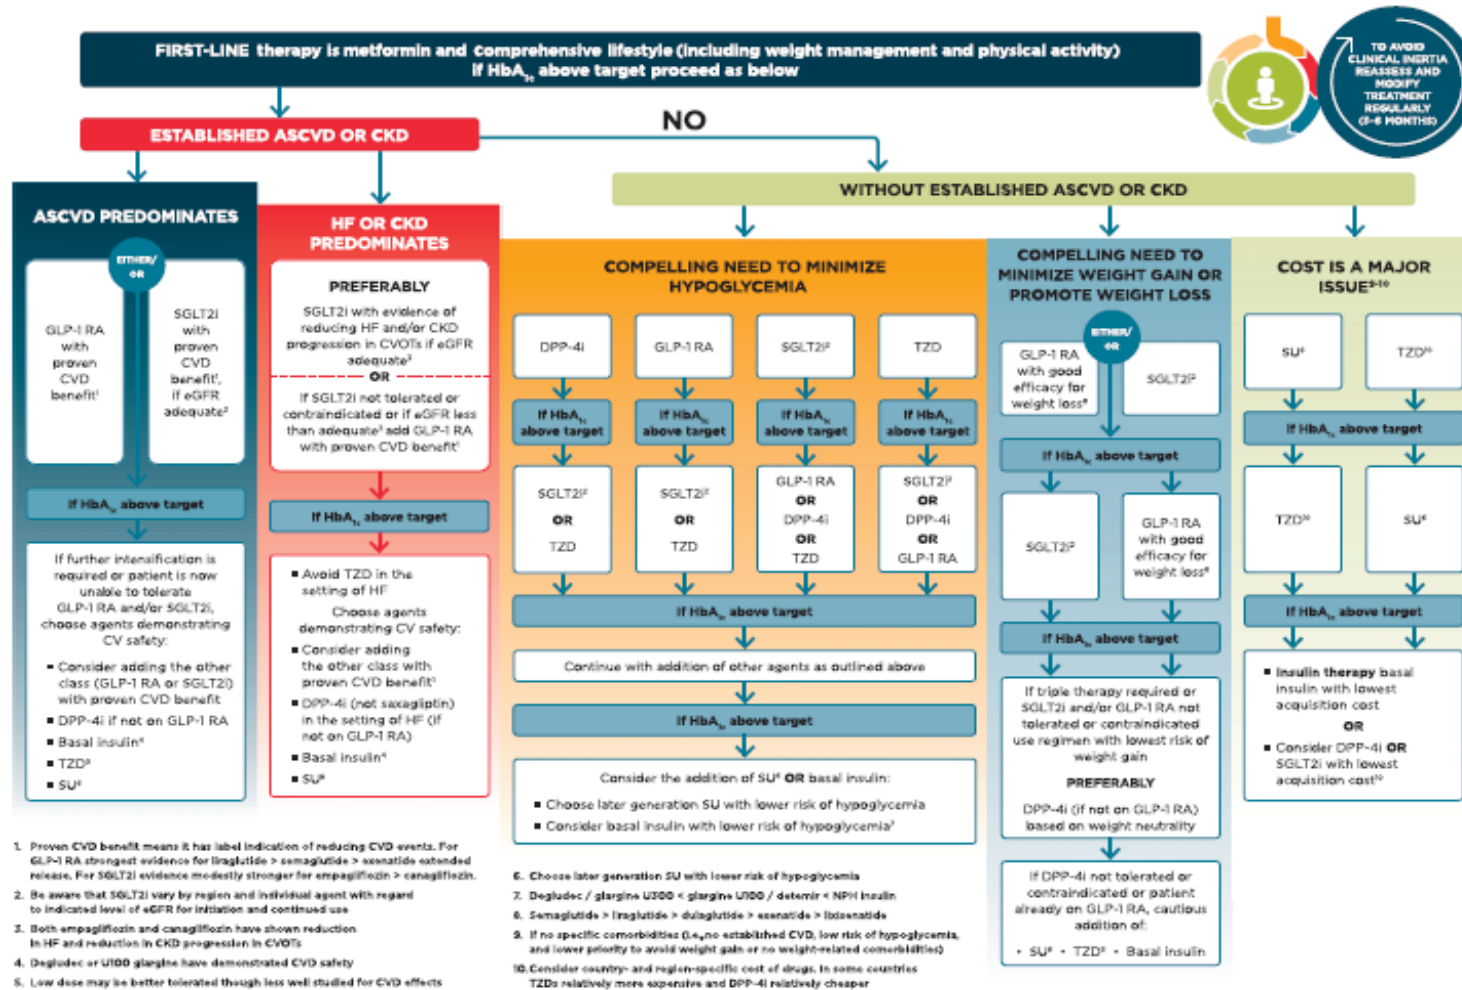 FIRST-LINE therapy is metformin and comprehensive lifestyle (including weight management and physical activity)
if HbA1c above target proceed as below
TO AVOID
CLINICAL INERTIA
REASSESS AND
MODIFY
TREATMENT
REGULARLY
(3-6 MONTHS)
ESTABLISHED ASCVD OR CKD
NO
WITHOUT ESTABLISHED ASCVD OR CKD
ASCVD PREDOMINATES
EITHER/
OR
GLP-1 RA
with
proven
CVD
benefit¹
SGLT2i
with
proven
CVD
benefit¹,
if eGFR
adequate²
If HbA1c above target
If further intensification is
required or patient is now
unable to tolerate
GLP-1 RA and/or SGLT2i,
choose agents demonstrating
CV safety:
▪ Consider adding the other
class (GLP-1 RA or SGLT2i)
with proven CVD benefit
▪ DPP-4i if not on GLP-1 RA
▪ Basal insulin⁴
▪ TZD⁵
▪ SU⁶
HF OR CKD
PREDOMINATES
PREFERABLY
SGLT2i with evidence of
reducing HF and/or CKD
progression in CVOTs if eGFR
adequate³
OR
If SGLT2i not tolerated or
contraindicated or if eGFR less
than adequate² add GLP-1 RA
with proven CVD benefit¹
If HbA1c above target
▪ Avoid TZD in the
setting of HF
Choose agents
demonstrating CV safety:
▪ Consider adding
the other class with
proven CVD benefit¹
▪ DPP-4i (not saxagliptin)
in the setting of HF (if
not on GLP-1 RA)
▪ Basal insulin⁴
▪ SU⁶
COMPELLING NEED TO MINIMIZE
HYPOGLYCEMIA
DPP-4i
GLP-1 RA
SGLT2i²
TZD
If HbA1c
above target
If HbA1c
above target
If HbA1c
above target
If HbA1c
above target
SGLT2i²
OR
TZD
SGLT2i²
OR
TZD
GLP-1 RA
OR
DPP-4i
OR
TZD
SGLT2i²
OR
DPP-4i
OR
GLP-1 RA
If HbA1c above target
Continue with addition of other agents as outlined above
If HbA1c above target
Consider the addition of SU⁶ OR basal insulin:
▪ Choose later generation SU with lower risk of hypoglycemia
▪ Consider basal insulin with lower risk of hypoglycemia⁷
COMPELLING NEED TO
MINIMIZE WEIGHT GAIN OR
PROMOTE WEIGHT LOSS
EITHER/
OR
GLP-1 RA
with good
efficacy for
weight loss⁸
SGLT2i²
If HbA1c above target
SGLT2i²
GLP-1 RA
with good
efficacy for
weight loss⁸
If HbA1c above target
If triple therapy required or
SGLT2i and/or GLP-1 RA not
tolerated or contraindicated
use regimen with lowest risk of
weight gain
PREFERABLY
DPP-4i (if not on GLP-1 RA)
based on weight neutrality
If DPP-4i not tolerated or
contraindicated or patient
already on GLP-1 RA, cautious
addition of:
• SU⁶ • TZD⁵ • Basal insulin
COST IS A MAJOR
ISSUE⁹⁻¹⁰
SU⁶
TZD¹⁰
If HbA1c above target
TZD¹⁰
SU⁶
If HbA1c above target
▪ Insulin therapy basal
insulin with lowest
acquisition cost
OR
▪ Consider DPP-4i OR
SGLT2i with lowest
acquisition cost¹⁰
1. Proven CVD benefit means it has label indication of reducing CVD events. For
GLP-1 RA strongest evidence for liraglutide > semaglutide > exenatide extended
release. For SGLT2i evidence modestly stronger for empagliflozin > canagliflozin.
2. Be aware that SGLT2i vary by region and individual agent with regard
to indicated level of eGFR for initiation and continued use
3. Both empagliflozin and canagliflozin have shown reduction
in HF and reduction in CKD progression in CVOTs
4. Degludec or U100 glargine have demonstrated CVD safety
5. Low dose may be better tolerated though less well studied for CVD effects
6. Choose later generation SU with lower risk of hypoglycemia
7. Degludec / glargine U300 < glargine U100 / detemir < NPH insulin
8. Semaglutide > liraglutide > dulaglutide > exenatide > lixisenatide
9. If no specific comorbidities (i.e., no established CVD, low risk of hypoglycemia,
and lower priority to avoid weight gain or no weight-related comorbidities)
10. Consider country- and region-specific cost of drugs. In some countries
TZDs relatively more expensive and DPP-4i relatively cheaper